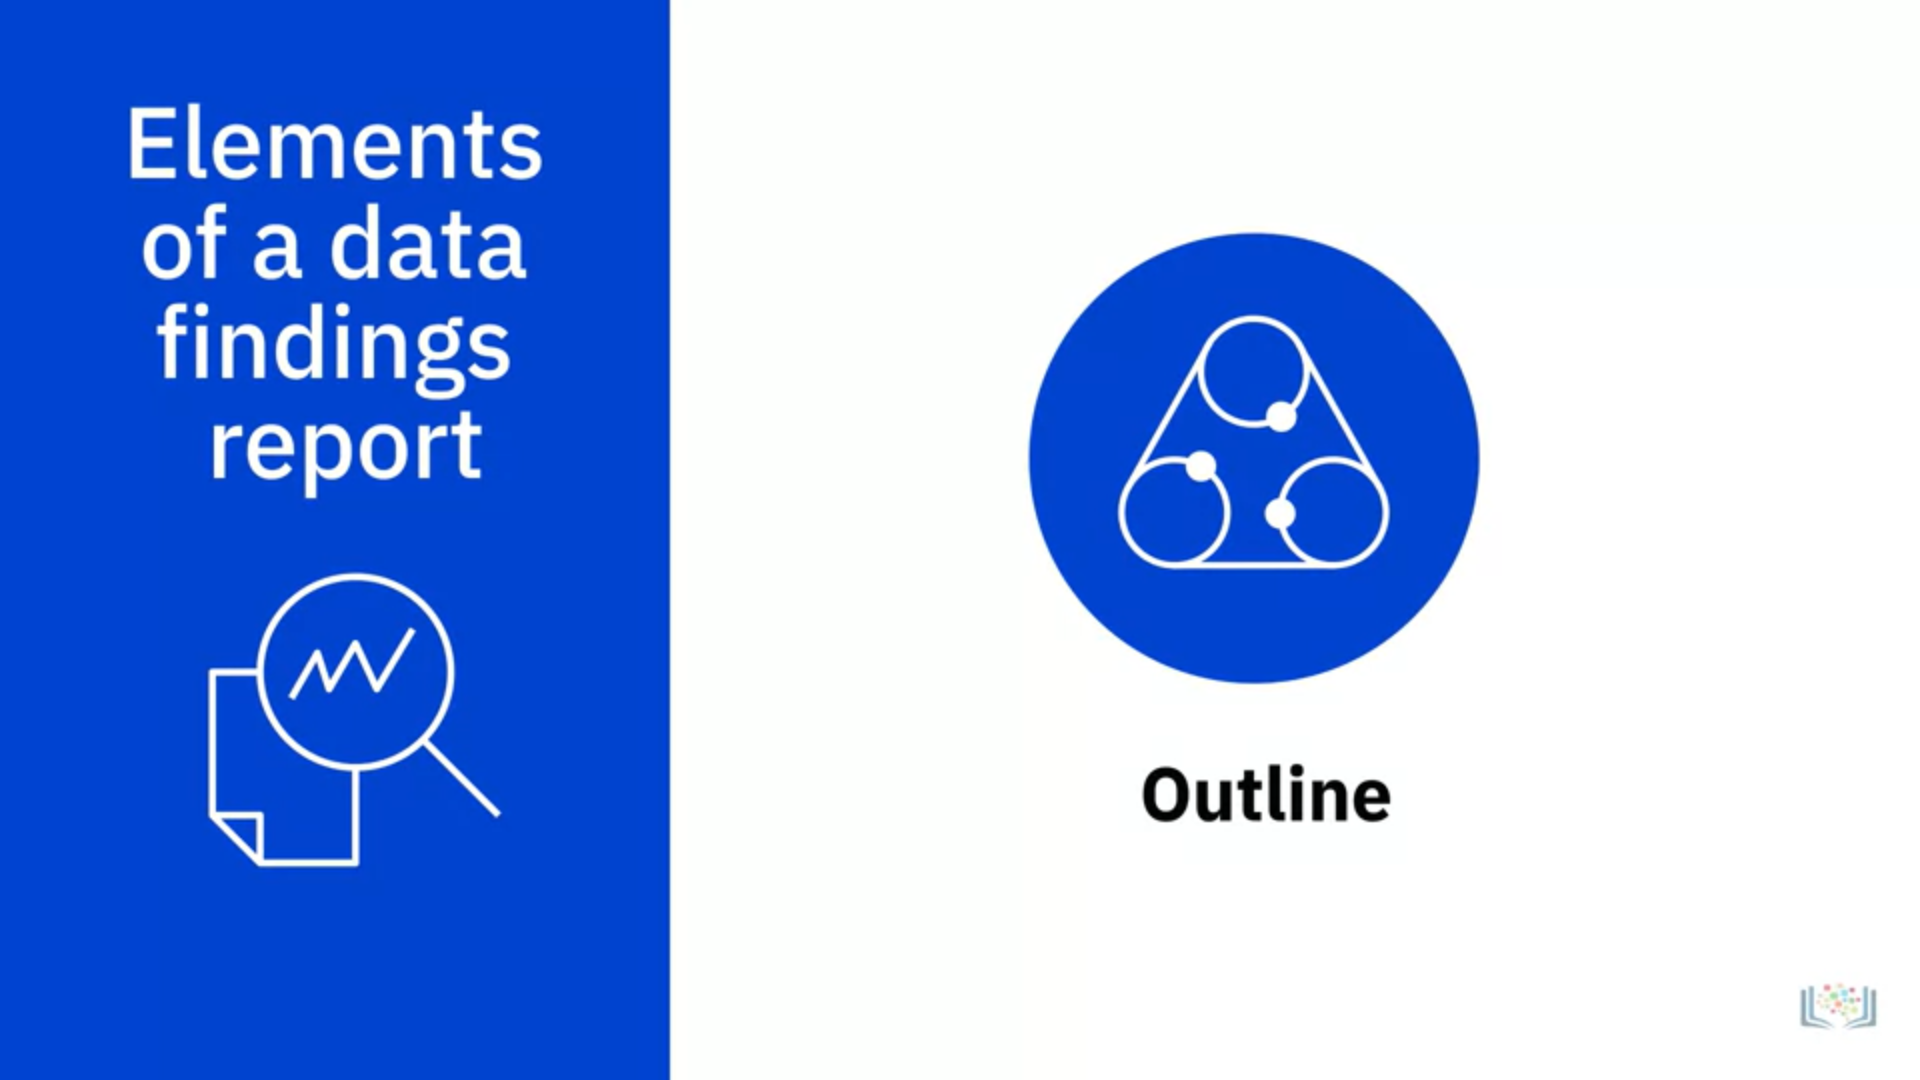 Elements
of a data
findings
report
Outline